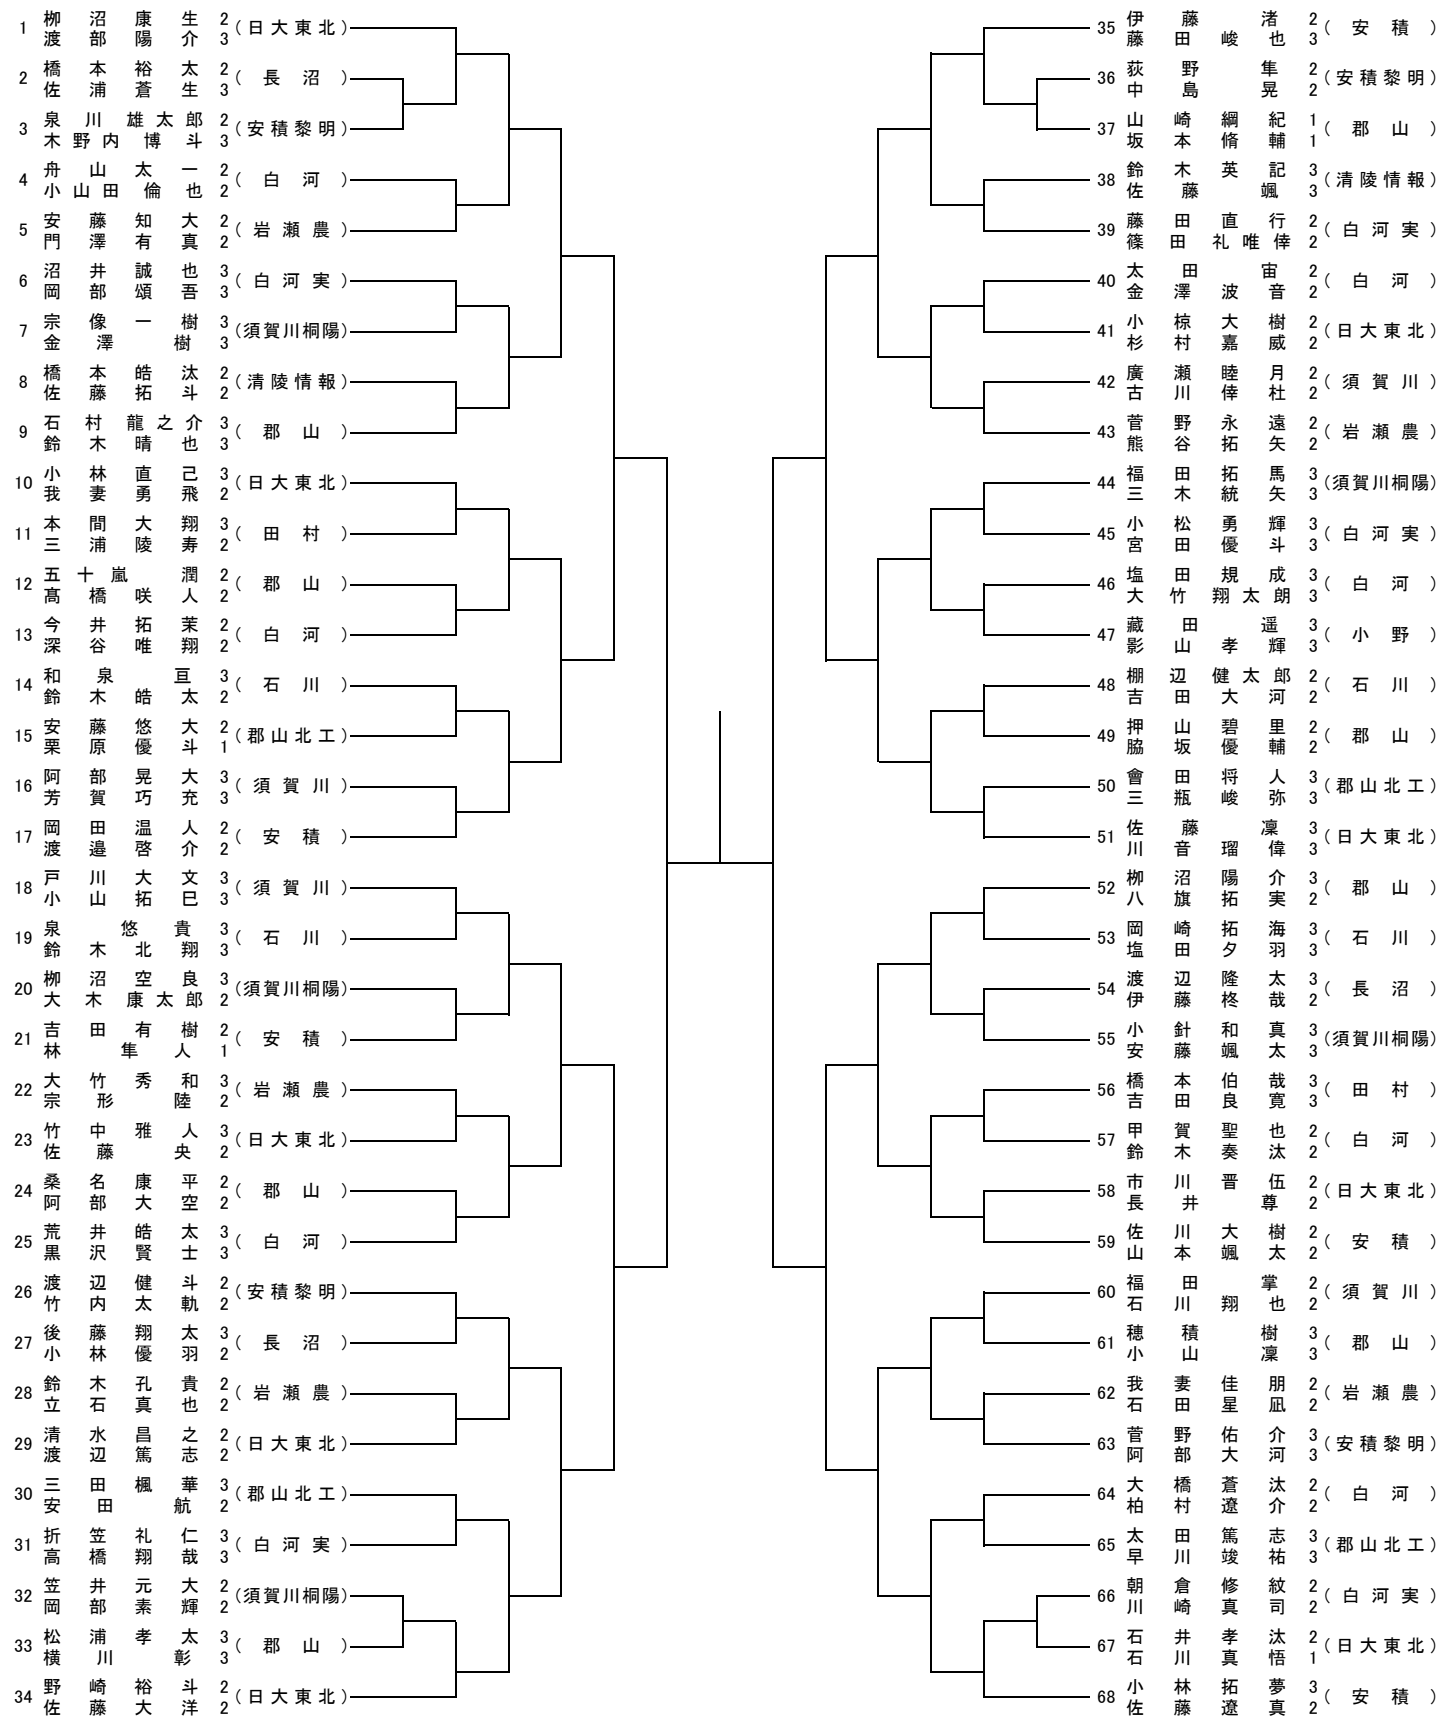 1 栁沼康生 2 (日大東北)
渡部陽介 3
2 橋本裕太 2 (長沼)
佐浦蒼生 3
3 泉川雄太郎 2 (安積黎明)
木野内博斗 3
4 舟山太一 2 (白河)
小山田倫也 2
5 安藤知大 2 (岩瀬農)
門澤有真 2
6 沼井誠也 3 (白河実)
岡部頌吾 3
7 宗像一樹 3 (須賀川桐陽)
金澤樹 3
8 橋本皓汰 2 (清陵情報)
佐藤拓斗 2
9 石村龍之介 3 (郡山)
鈴木晴也 3
10 小林直己 3 (日大東北)
我妻勇飛 2
11 本間大翔 3 (田村)
三浦陵寿 2
12 五十嵐潤 2 (郡山)
髙橋咲人 2
13 今井拓茉 2 (白河)
深谷唯翔 2
14 和泉亘 3 (石川)
鈴木皓太 2
15 安藤悠大 2 (郡山北工)
栗原優斗 1
16 阿部晃大 3 (須賀川)
芳賀巧充 3
17 岡田温人 2 (安積)
渡邉啓介 2
18 戸川大文 3 (須賀川)
小山拓巳 3
19 泉悠貴 3 (石川)
鈴木北翔 3
20 栁沼空良 3 (須賀川桐陽)
大木康太郎 2
21 吉田有樹 2 (安積)
林隼人 1
22 大竹秀和 3 (岩瀬農)
宗形陸 2
23 竹中雅人 3 (日大東北)
佐藤央 2
24 桑名康平 2 (郡山)
阿部大空 2
25 荒井皓太 3 (白河)
黒沢賢士 3
26 渡辺健斗 2 (安積黎明)
竹内太軌 2
27 後藤翔太 3 (長沼)
小林優羽 2
28 鈴木孔貴 2 (岩瀬農)
立石真也 2
29 清水昌之 2 (日大東北)
渡辺篤志 2
30 三田楓華 3 (郡山北工)
安田航 2
31 折笠礼仁 3 (白河実)
高橋翔哉 3
32 笠井元大 2 (須賀川桐陽)
岡部素輝 2
33 松浦孝太 3 (郡山)
横川彰 3
34 野崎裕斗 2 (日大東北)
佐藤大洋 2
35 伊藤渚 2 (安積)
藤田峻也 3
36 荻野隼 2 (安積黎明)
中島晃 2
37 山崎綱紀 1 (郡山)
坂本脩輔 1
38 鈴木英記 3 (清陵情報)
佐藤颯 3
39 藤田直行 2 (白河実)
篠田礼唯倖 2
40 太田宙 2 (白河)
金澤波音 2
41 小椋大樹 2 (日大東北)
杉村嘉威 2
42 廣瀬睦月 2 (須賀川)
古川倖杜 2
43 菅野永遠 2 (岩瀬農)
熊谷拓矢 2
44 福田拓馬 3 (須賀川桐陽)
三木統矢 3
45 小松勇輝 3 (白河実)
宮田優斗 3
46 塩田規成 3 (白河)
大竹翔太朗 3
47 藏田遥 3 (小野)
影山孝輝 3
48 棚辺健太郎 2 (石川)
吉田大河 2
49 押山碧里 2 (郡山)
脇坂優輔 2
50 會田将人 3 (郡山北工)
三瓶峻弥 3
51 佐藤凜 3 (日大東北)
川音瑠偉 3
52 栁沼陽介 3 (郡山)
八旗拓実 2
53 岡崎拓海 3 (石川)
塩田夕羽 3
54 渡辺隆太 3 (長沼)
伊藤柊哉 2
55 小針和真 3 (須賀川桐陽)
安藤颯太 3
56 橋本伯哉 3 (田村)
吉田良寛 3
57 甲賀聖也 2 (白河)
鈴木奏汰 2
58 市川晋伍 2 (日大東北)
長井尊 2
59 佐川大樹 2 (安積)
山本颯太 2
60 福田掌 2 (須賀川)
石川翔也 2
61 穂積樹 3 (郡山)
小山凜 3
62 我妻佳朋 2 (岩瀬農)
石田星凪 2
63 菅野佑介 3 (安積黎明)
阿部大河 3
64 大橋蒼汰 2 (白河)
柏村遼介 2
65 太田篤志 3 (郡山北工)
早川竣祐 3
66 朝倉修紋 2 (白河実)
川崎真司 2
67 石井孝汰 2 (日大東北)
石川真悟 1
68 小林拓夢 3 (安積)
佐藤遼真 2